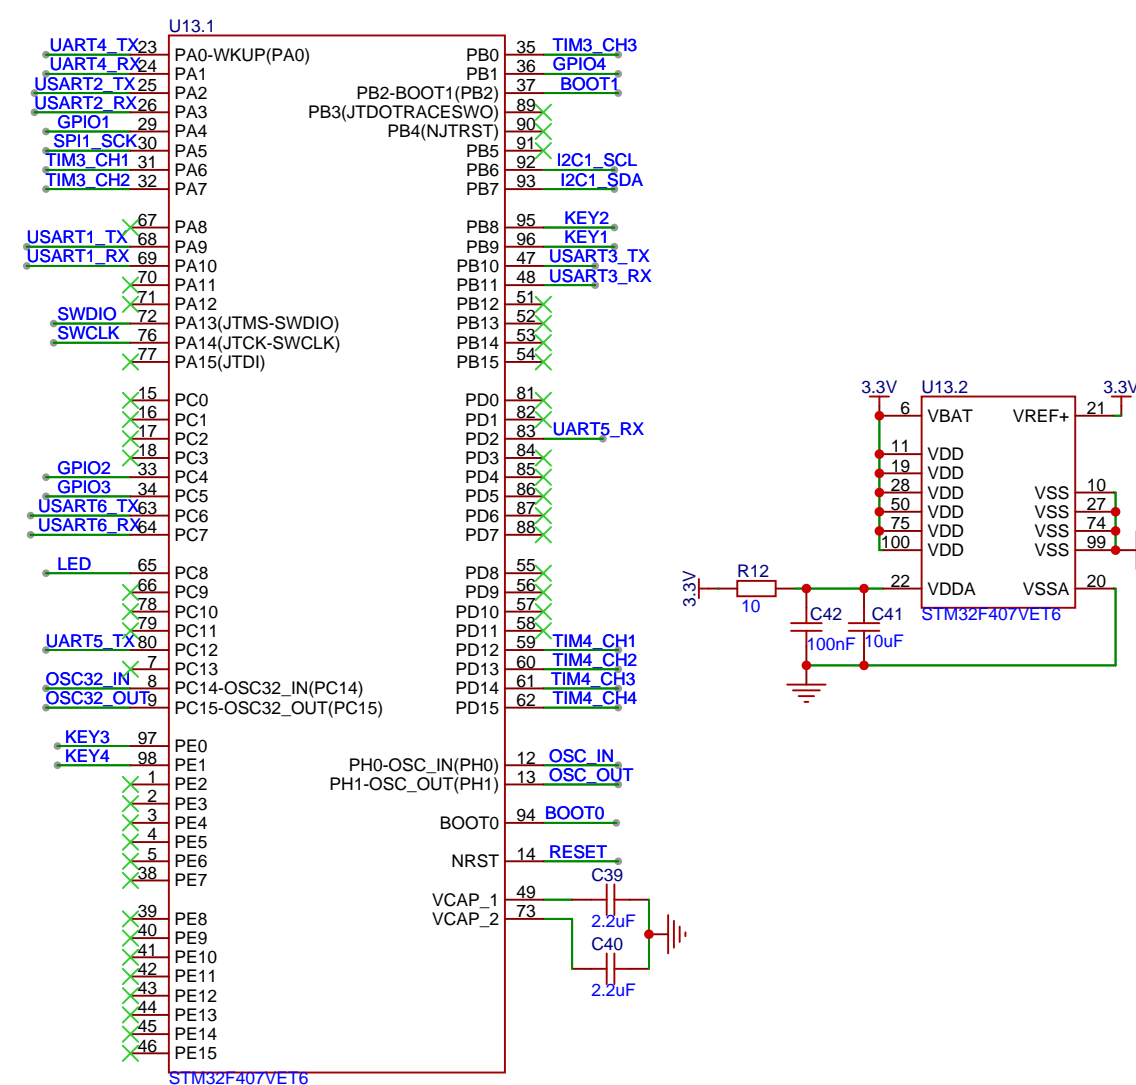 U13.1
UART4_TX 23 PA0-WKUP(PA0) PB0 35 TIM3_CH3
UART4_RX 24 PA1 PB1 36 GPIO4
USART2_TX 25 PA2 PB2-BOOT1(PB2) 37 BOOT1
USART2_RX 26 PA3 PB3(JTDOTRACESWO) 89
GPIO1 29 PA4 PB4(NJTRST) 90
SPI1_SCK 30 PA5 PB5 91
TIM3_CH1 31 PA6 PB6 92 I2C1_SCL
TIM3_CH2 32 PA7 PB7 93 I2C1_SDA
67 PA8 PB8 95 KEY2
USART1_TX 68 PA9 PB9 96 KEY1
USART1_RX 69 PA10 PB10 47 USART3_TX
70 PA11 PB11 48 USART3_RX
71 PA12 PB12 51
SWDIO 72 PA13(JTMS-SWDIO) PB13 52
SWCLK 76 PA14(JTCK-SWCLK) PB14 53
77 PA15(JTDI) PB15 54
15 PC0 PD0 81
16 PC1 PD1 82
17 PC2 PD2 83 UART5_RX
18 PC3 PD3 84
GPIO2 33 PC4 PD4 85
GPIO3 34 PC5 PD5 86
USART6_TX 63 PC6 PD6 87
USART6_RX 64 PC7 PD7 88
LED 65 PC8 PD8 55
66 PC9 PD9 56
78 PC10 PD10 57
79 PC11 PD11 58
UART5_TX 80 PC12 PD12 59 TIM4_CH1
7 PC13 PD13 60 TIM4_CH2
OSC32_IN 8 PC14-OSC32_IN(PC14) PD14 61 TIM4_CH3
OSC32_OUT 9 PC15-OSC32_OUT(PC15) PD15 62 TIM4_CH4
KEY3 97 PE0
KEY4 98 PE1 PH0-OSC_IN(PH0) 12 OSC_IN
1 PE2 PH1-OSC_OUT(PH1) 13 OSC_OUT
2 PE3
3 PE4 BOOT0 94 BOOT0
4 PE5
5 PE6 NRST 14 RESET
38 PE7
VCAP_1 49 C39 2.2uF
39 PE8 VCAP_2 73
40 PE9
41 PE10 C40 2.2uF
42 PE11
43 PE12
44 PE13
45 PE14
46 PE15
STM32F407VET6
3.3V U13.2 3.3V
6 VBAT VREF+ 21
11 VDD
19 VDD
28 VDD VSS 10
50 VDD VSS 27
75 VDD VSS 74
100 VDD VSS 99
3.3V R12 10 22 VDDA VSSA 20
STM32F407VET6
C42 100nF C41 10uF